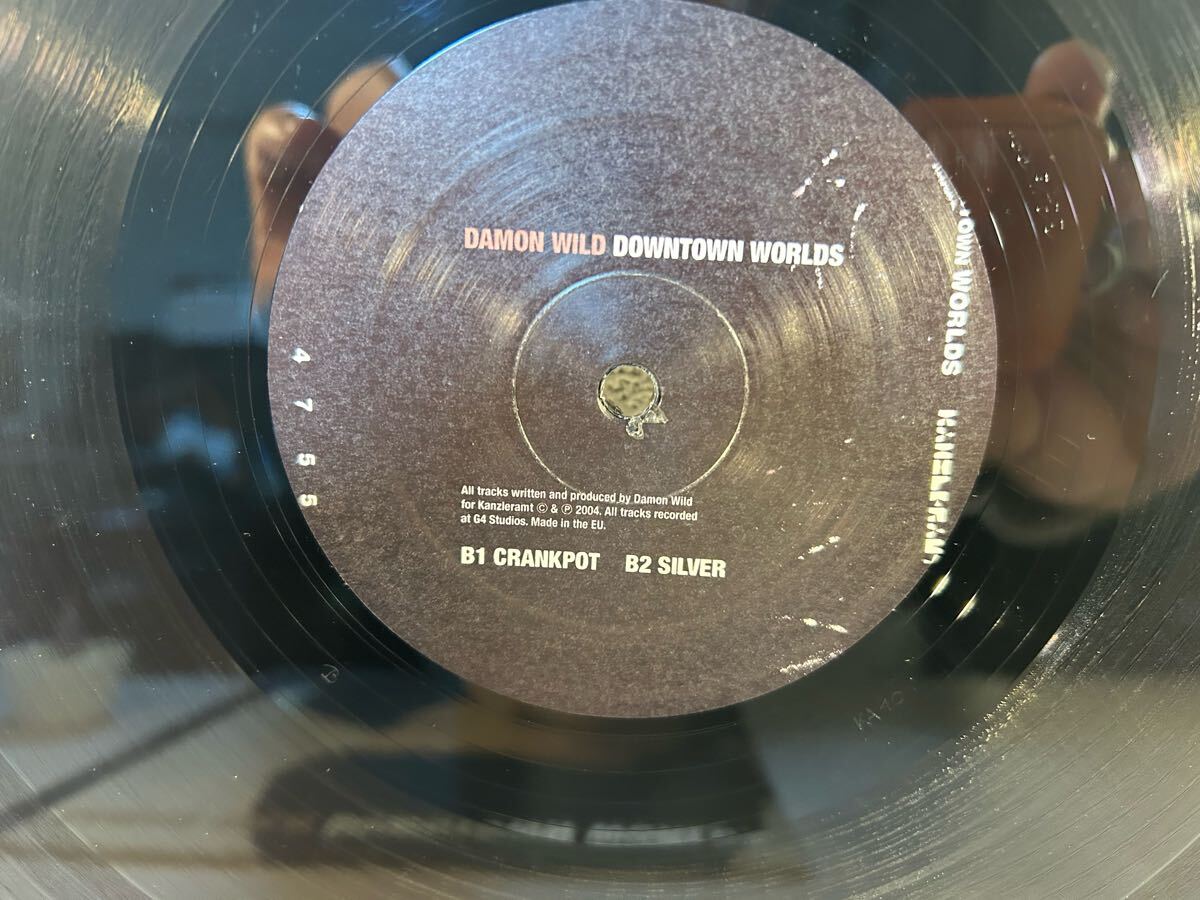 DAMON WILD DOWNTOWN WORLDS
TOWN WORLDS
4 7 5 5
All tracks written and produced by Damon Wild
for Kanzleramt © & ℗ 2004. All tracks recorded
at G4 Studios. Made in the EU.
B1 CRANKPOT B2 SILVER